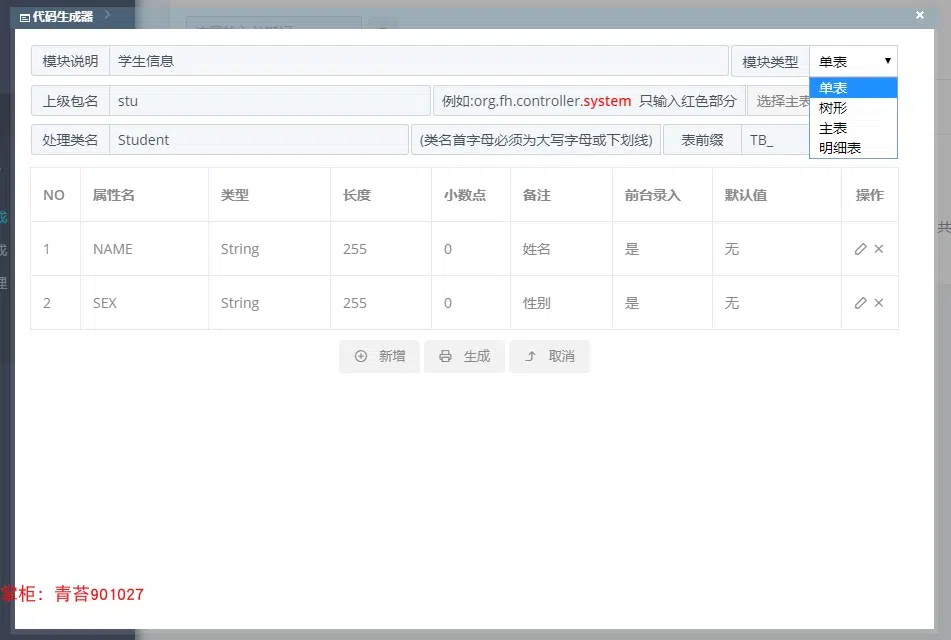 代码生成器
模块说明 学生信息 模块类型 单表
单表
树形
主表
明细表
上级包名 stu 例如:org.fh.controller.system 只输入红色部分 选择主表
处理类名 Student (类名首字母必须为大写字母或下划线) 表前缀 TB_
NO 属性名 类型 长度 小数点 备注 前台录入 默认值 操作
1 NAME String 255 0 姓名 是 无
2 SEX String 255 0 性别 是 无
新增 生成 取消
共
掌柜：青苔901027